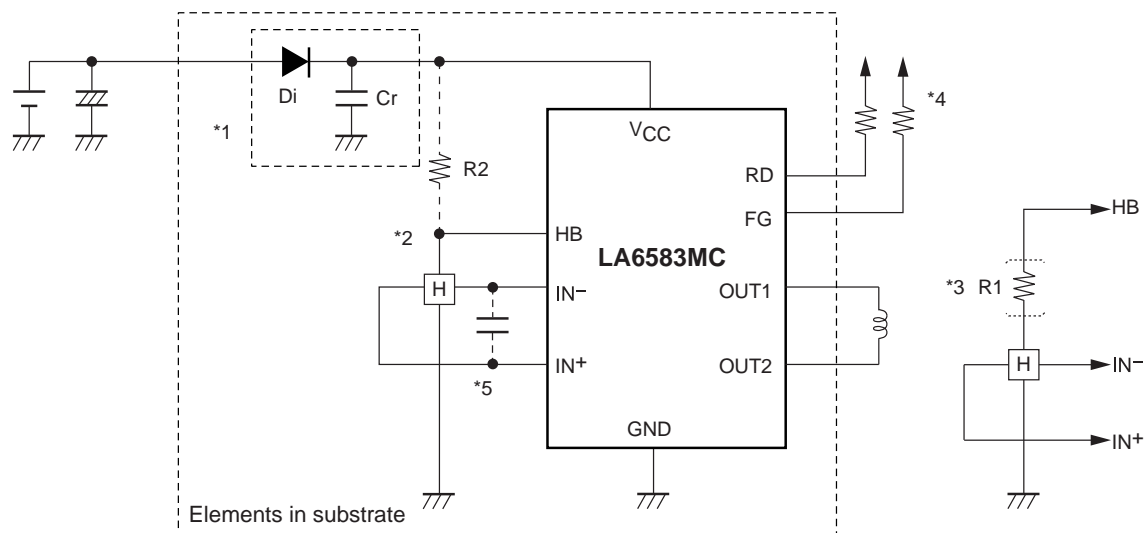 Di
Cr
*1
*4
VCC
R2
RD
HB
FG
*2
HB
LA6583MC
*3 R1
H
IN−
OUT1
H
IN−
IN+
OUT2
*5
IN+
GND
Elements in substrate